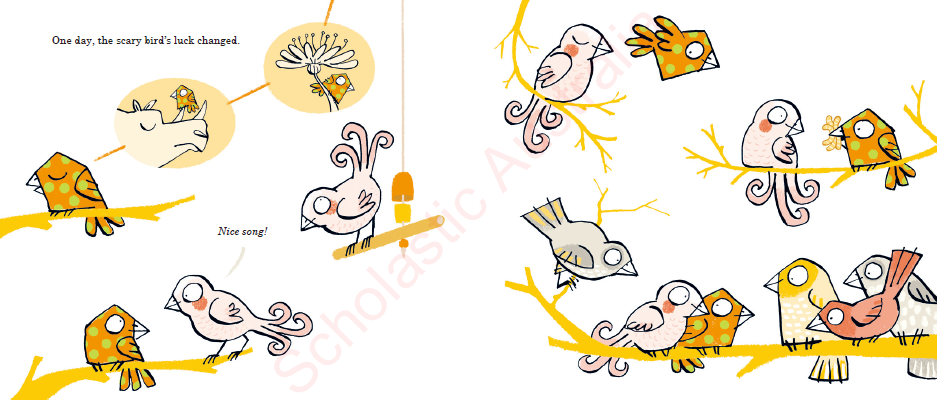 One day, the scary bird's luck changed.
Nice song!
Scholastic Australia